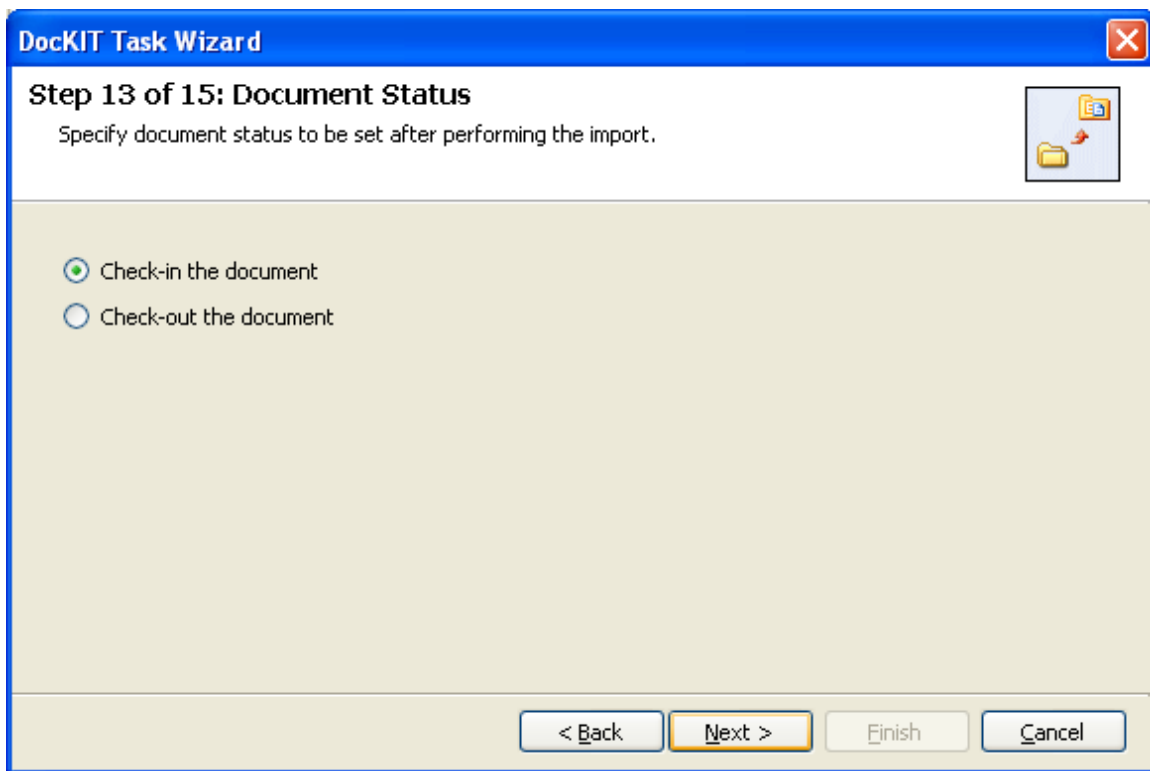 DocKIT Task Wizard
Step 13 of 15: Document Status
Specify document status to be set after performing the import.
Check-in the document
Check-out the document
< Back Next > Finish Cancel